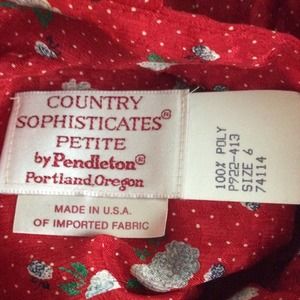 COUNTRY
SOPHISTICATES®
PETITE
by Pendleton®
Portland, Oregon
MADE IN U.S.A.
OF IMPORTED FABRIC
100% POLY
P922-413
SIZE 6
74114